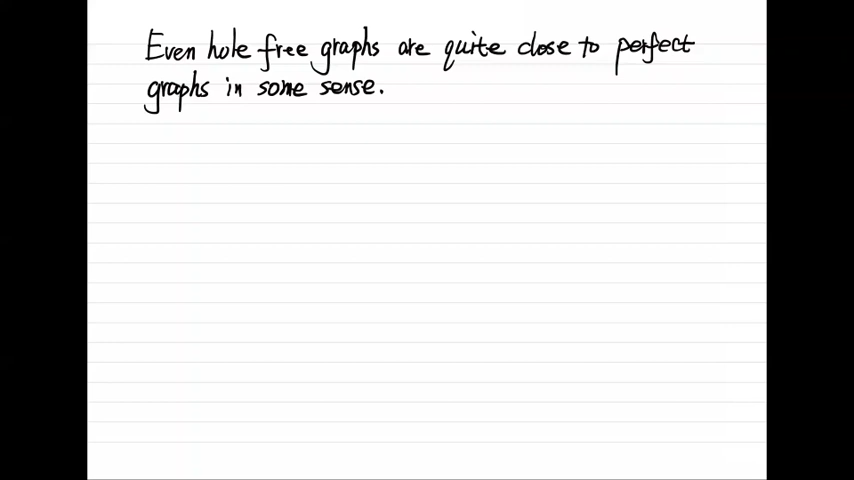 Even hole free graphs are quite close to perfect
graphs in some sense.